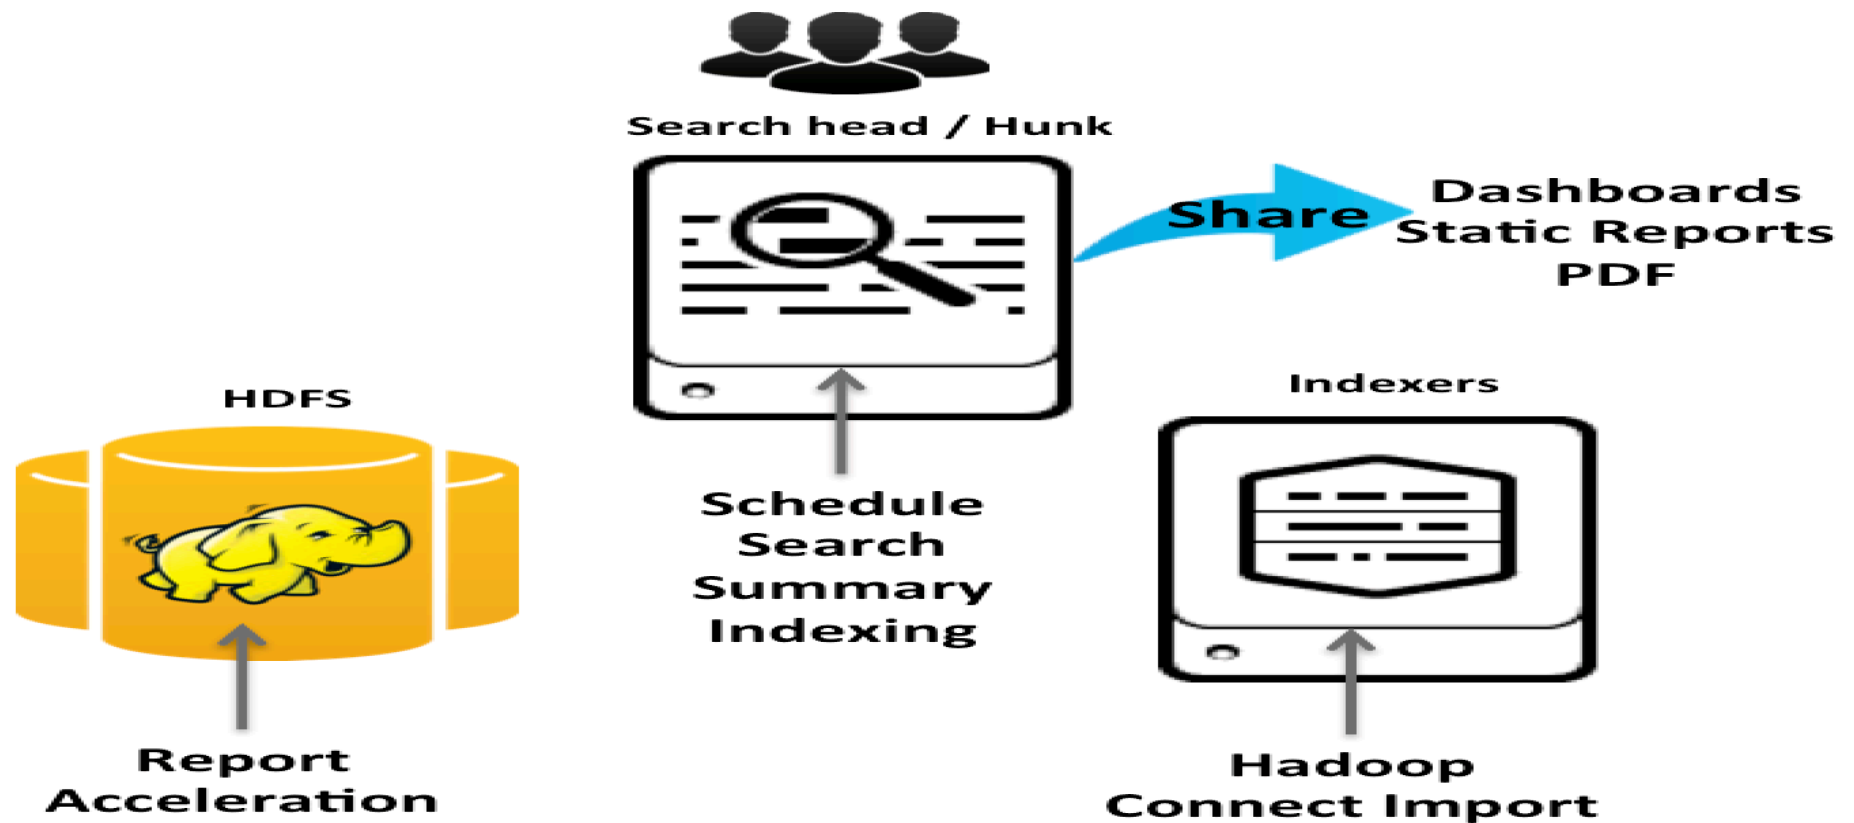 Search head / Hunk
Share
Dashboards
Static Reports
PDF
HDFS
Indexers
Schedule
Search
Summary
Indexing
Report
Acceleration
Hadoop
Connect Import